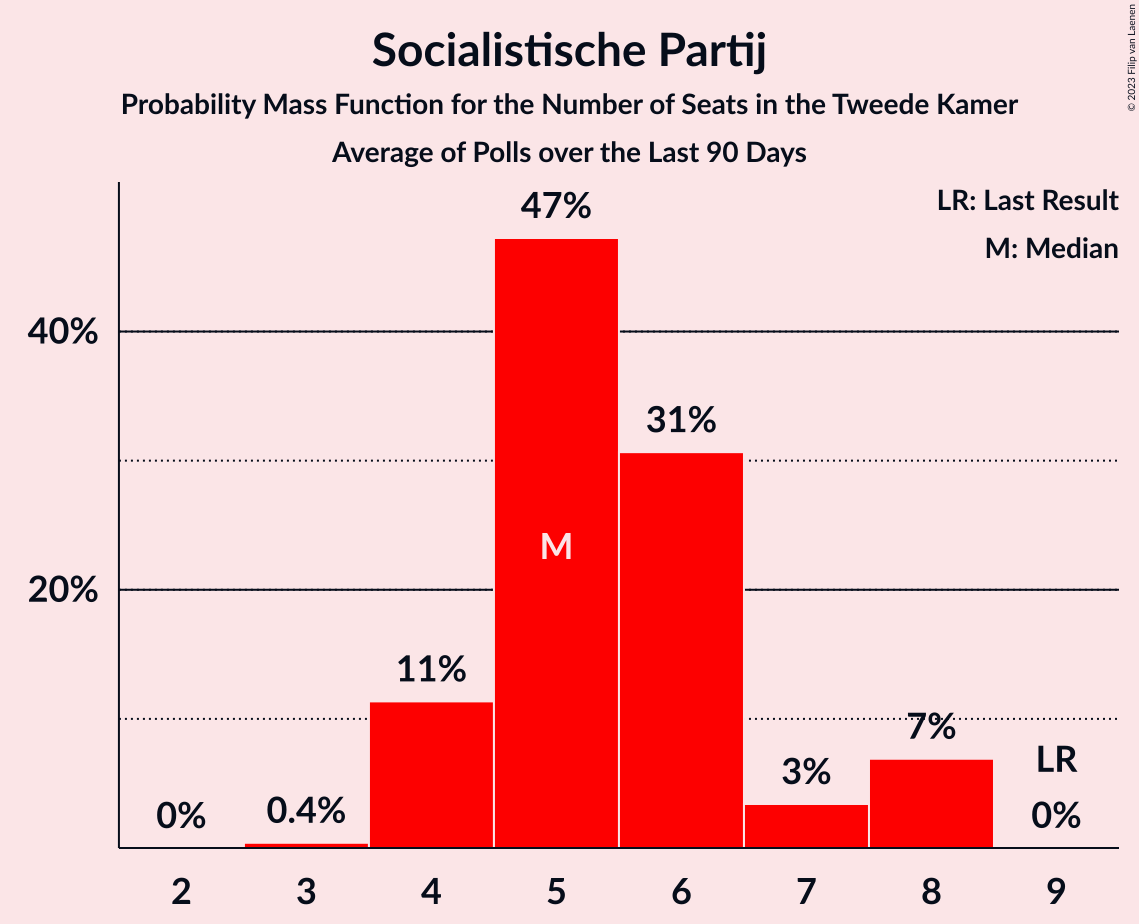 Socialistische Partij
Probability Mass Function for the Number of Seats in the Tweede Kamer
Average of Polls over the Last 90 Days
© 2023 Filip van Laenen
LR: Last Result
M: Median
47%
40%
31%
M
20%
11%
7%
LR
3%
0%
0.4%
0%
2 3 4 5 6 7 8 9